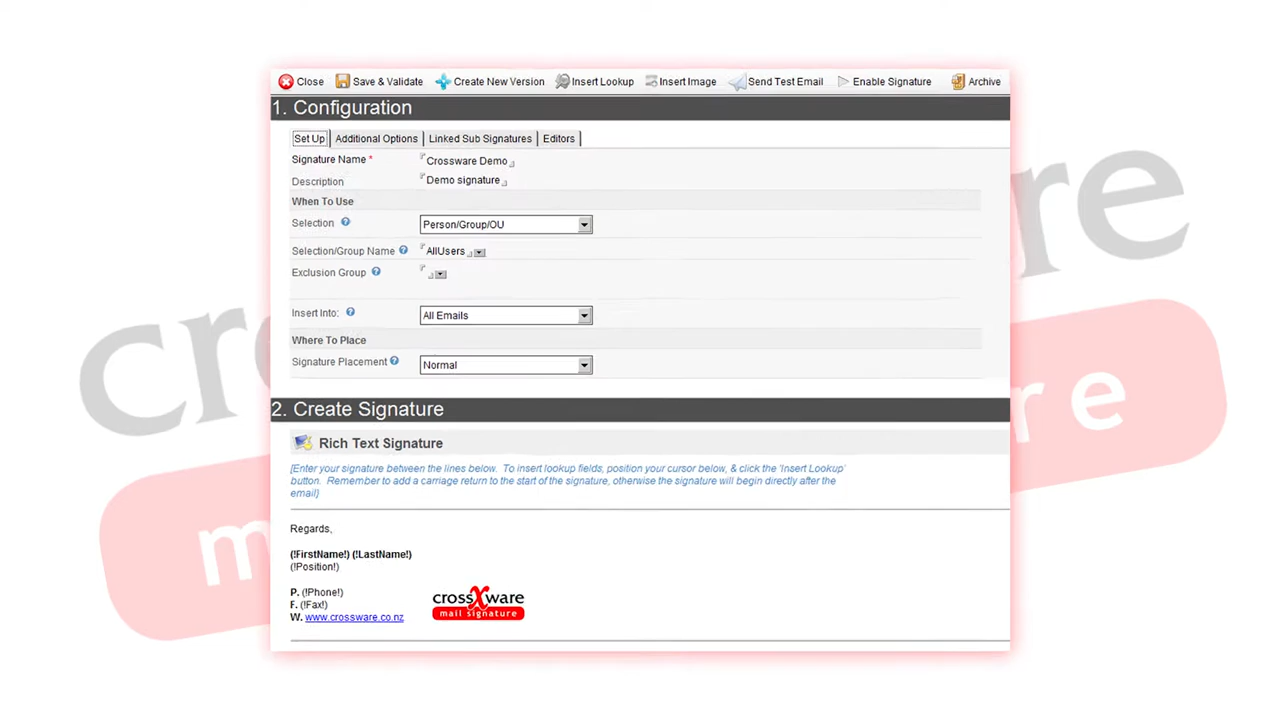 Close Save & Validate Create New Version Insert Lookup Insert Image Send Test Email Enable Signature Archive
1. Configuration
Set Up Additional Options Linked Sub Signatures Editors
Signature Name * Crossware Demo
Description Demo signature
When To Use
Selection Person/Group/OU
Selection/Group Name AllUsers
Exclusion Group
Insert Into: All Emails
Where To Place
Signature Placement Normal
2. Create Signature
Rich Text Signature
[Enter your signature between the lines below. To insert lookup fields, position your cursor below, & click the 'Insert Lookup'
button. Remember to add a carriage return to the start of the signature, otherwise the signature will begin directly after the
email]
Regards,
(!FirstName!) (!LastName!)
(!Position!)
P. (!Phone!)
F. (!Fax!)
W. www.crossware.co.nz
crossware
mail signature